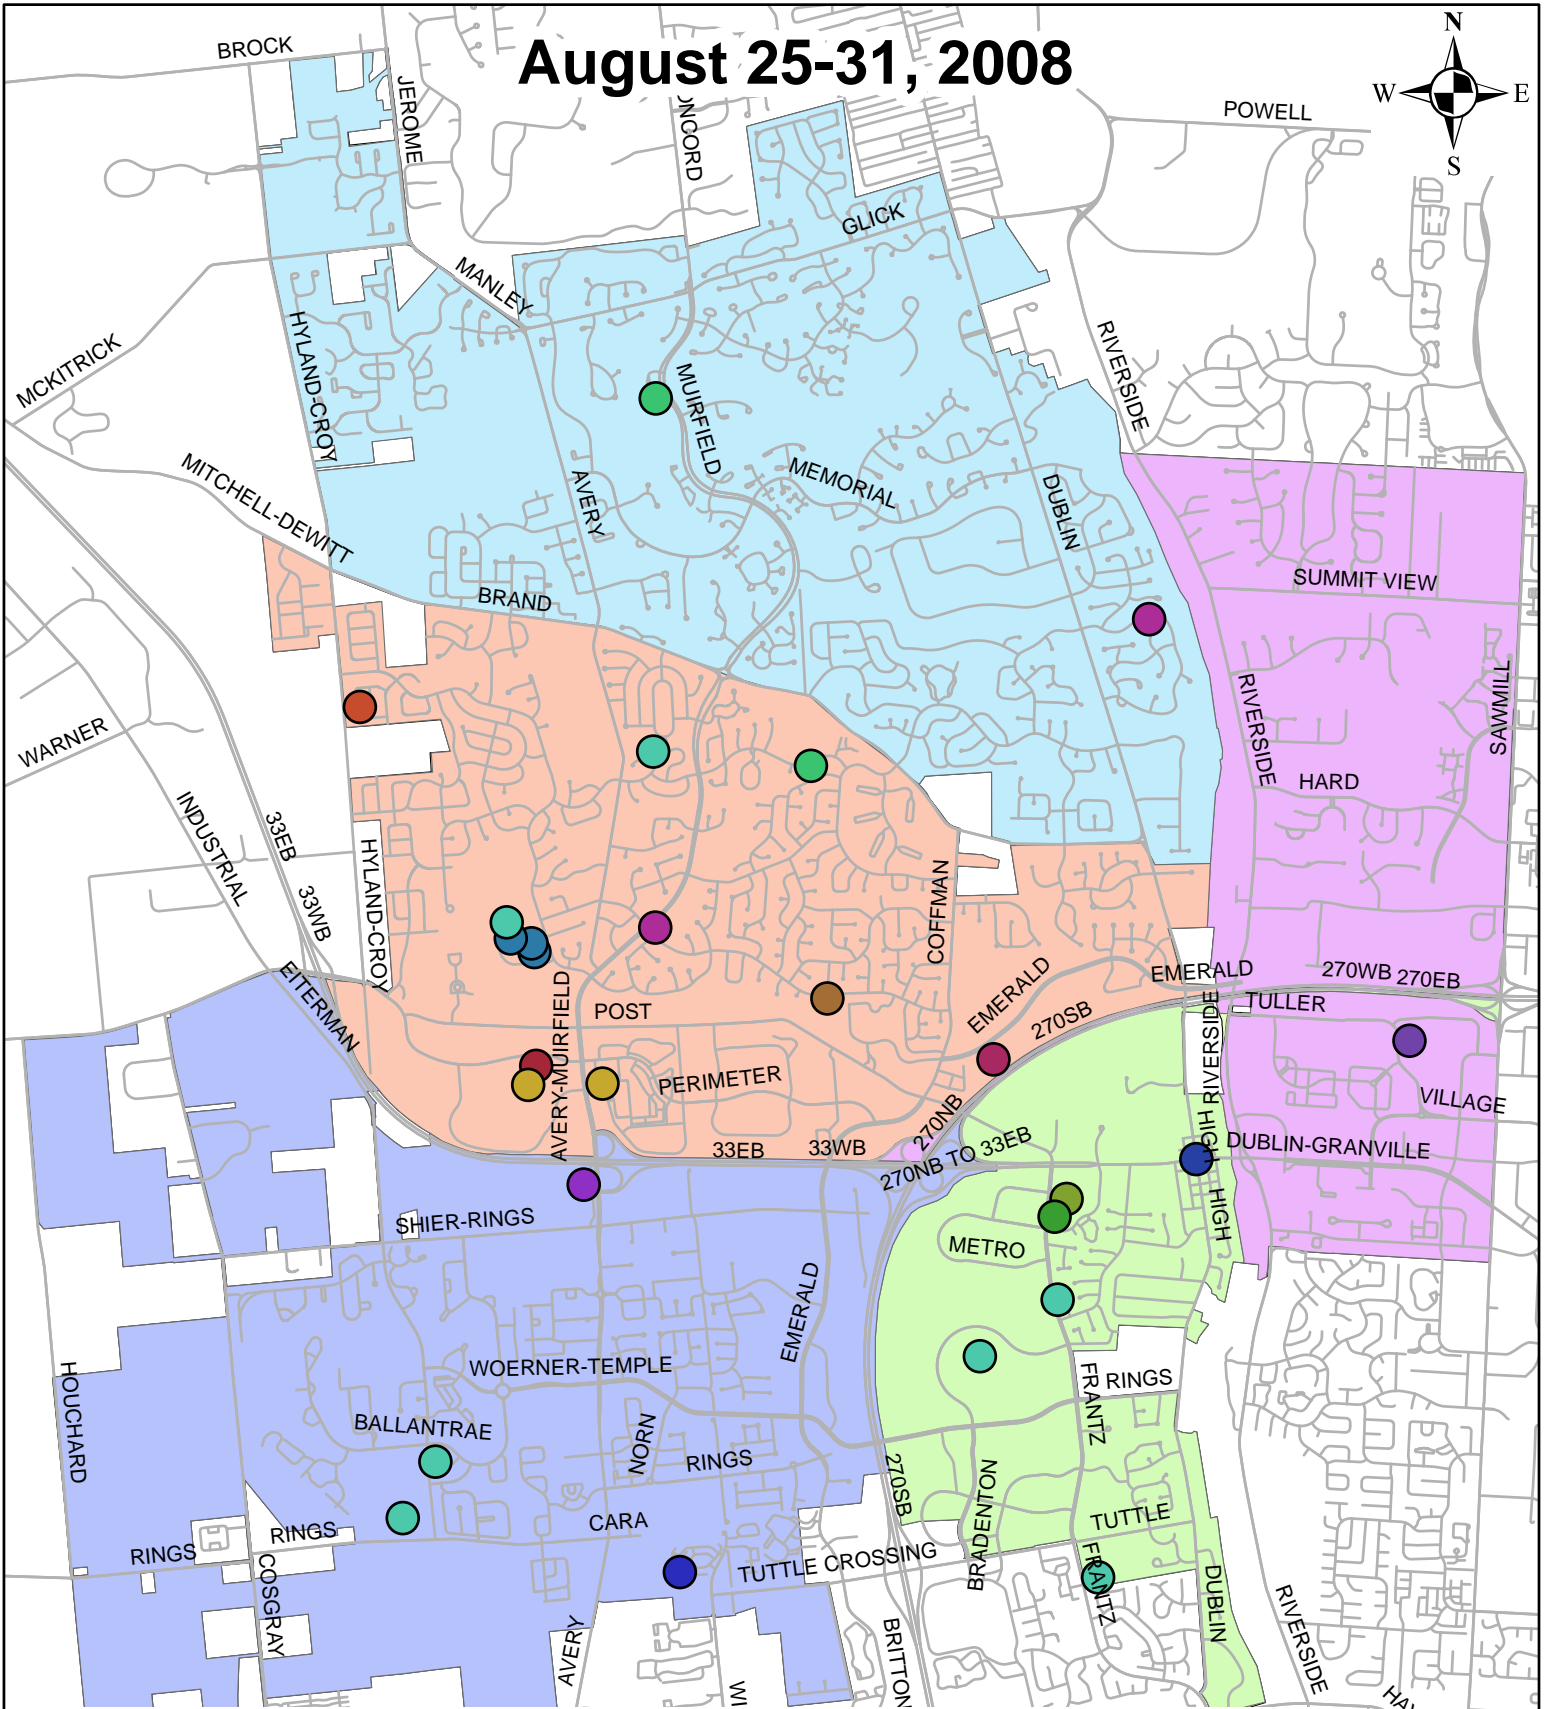 August 25-31, 2008
N
W E
S
BROCK
JEROME
ONCORD
POWELL
GLICK
MANLEY
HYLAND-CROY
MCKITRICK
RIVERSIDE
MUIRFIELD
MITCHELL-DEWITT
AVERY
MEMORIAL
DUBLIN
BRAND
SUMMIT VIEW
RIVERSIDE
SAWMILL
WARNER
INDUSTRIAL
33EB
HARD
33WB
HYLAND-CROY
COFFMAN
EITERMAN
EMERALD
EMERALD
270WB
270EB
AVERY-MUIRFIELD
POST
270SB
RIVERSIDE
TULLER
PERIMETER
VILLAGE
270NB
33EB
33WB
270NB TO 33EB
HIGH
DUBLIN-GRANVILLE
SHIER-RINGS
HIGH
METRO
EMERALD
HOUCHARD
WOERNER-TEMPLE
FRANTZ
RINGS
BALLANTRAE
NORN
RINGS
270SB
BRADENTON
RINGS
RINGS
CARA
TUTTLE
TUTTLE CROSSING
FRANTZ
COSGRAY
DUBLIN
RIVERSIDE
AVERY
BRITTON
WI
HAV